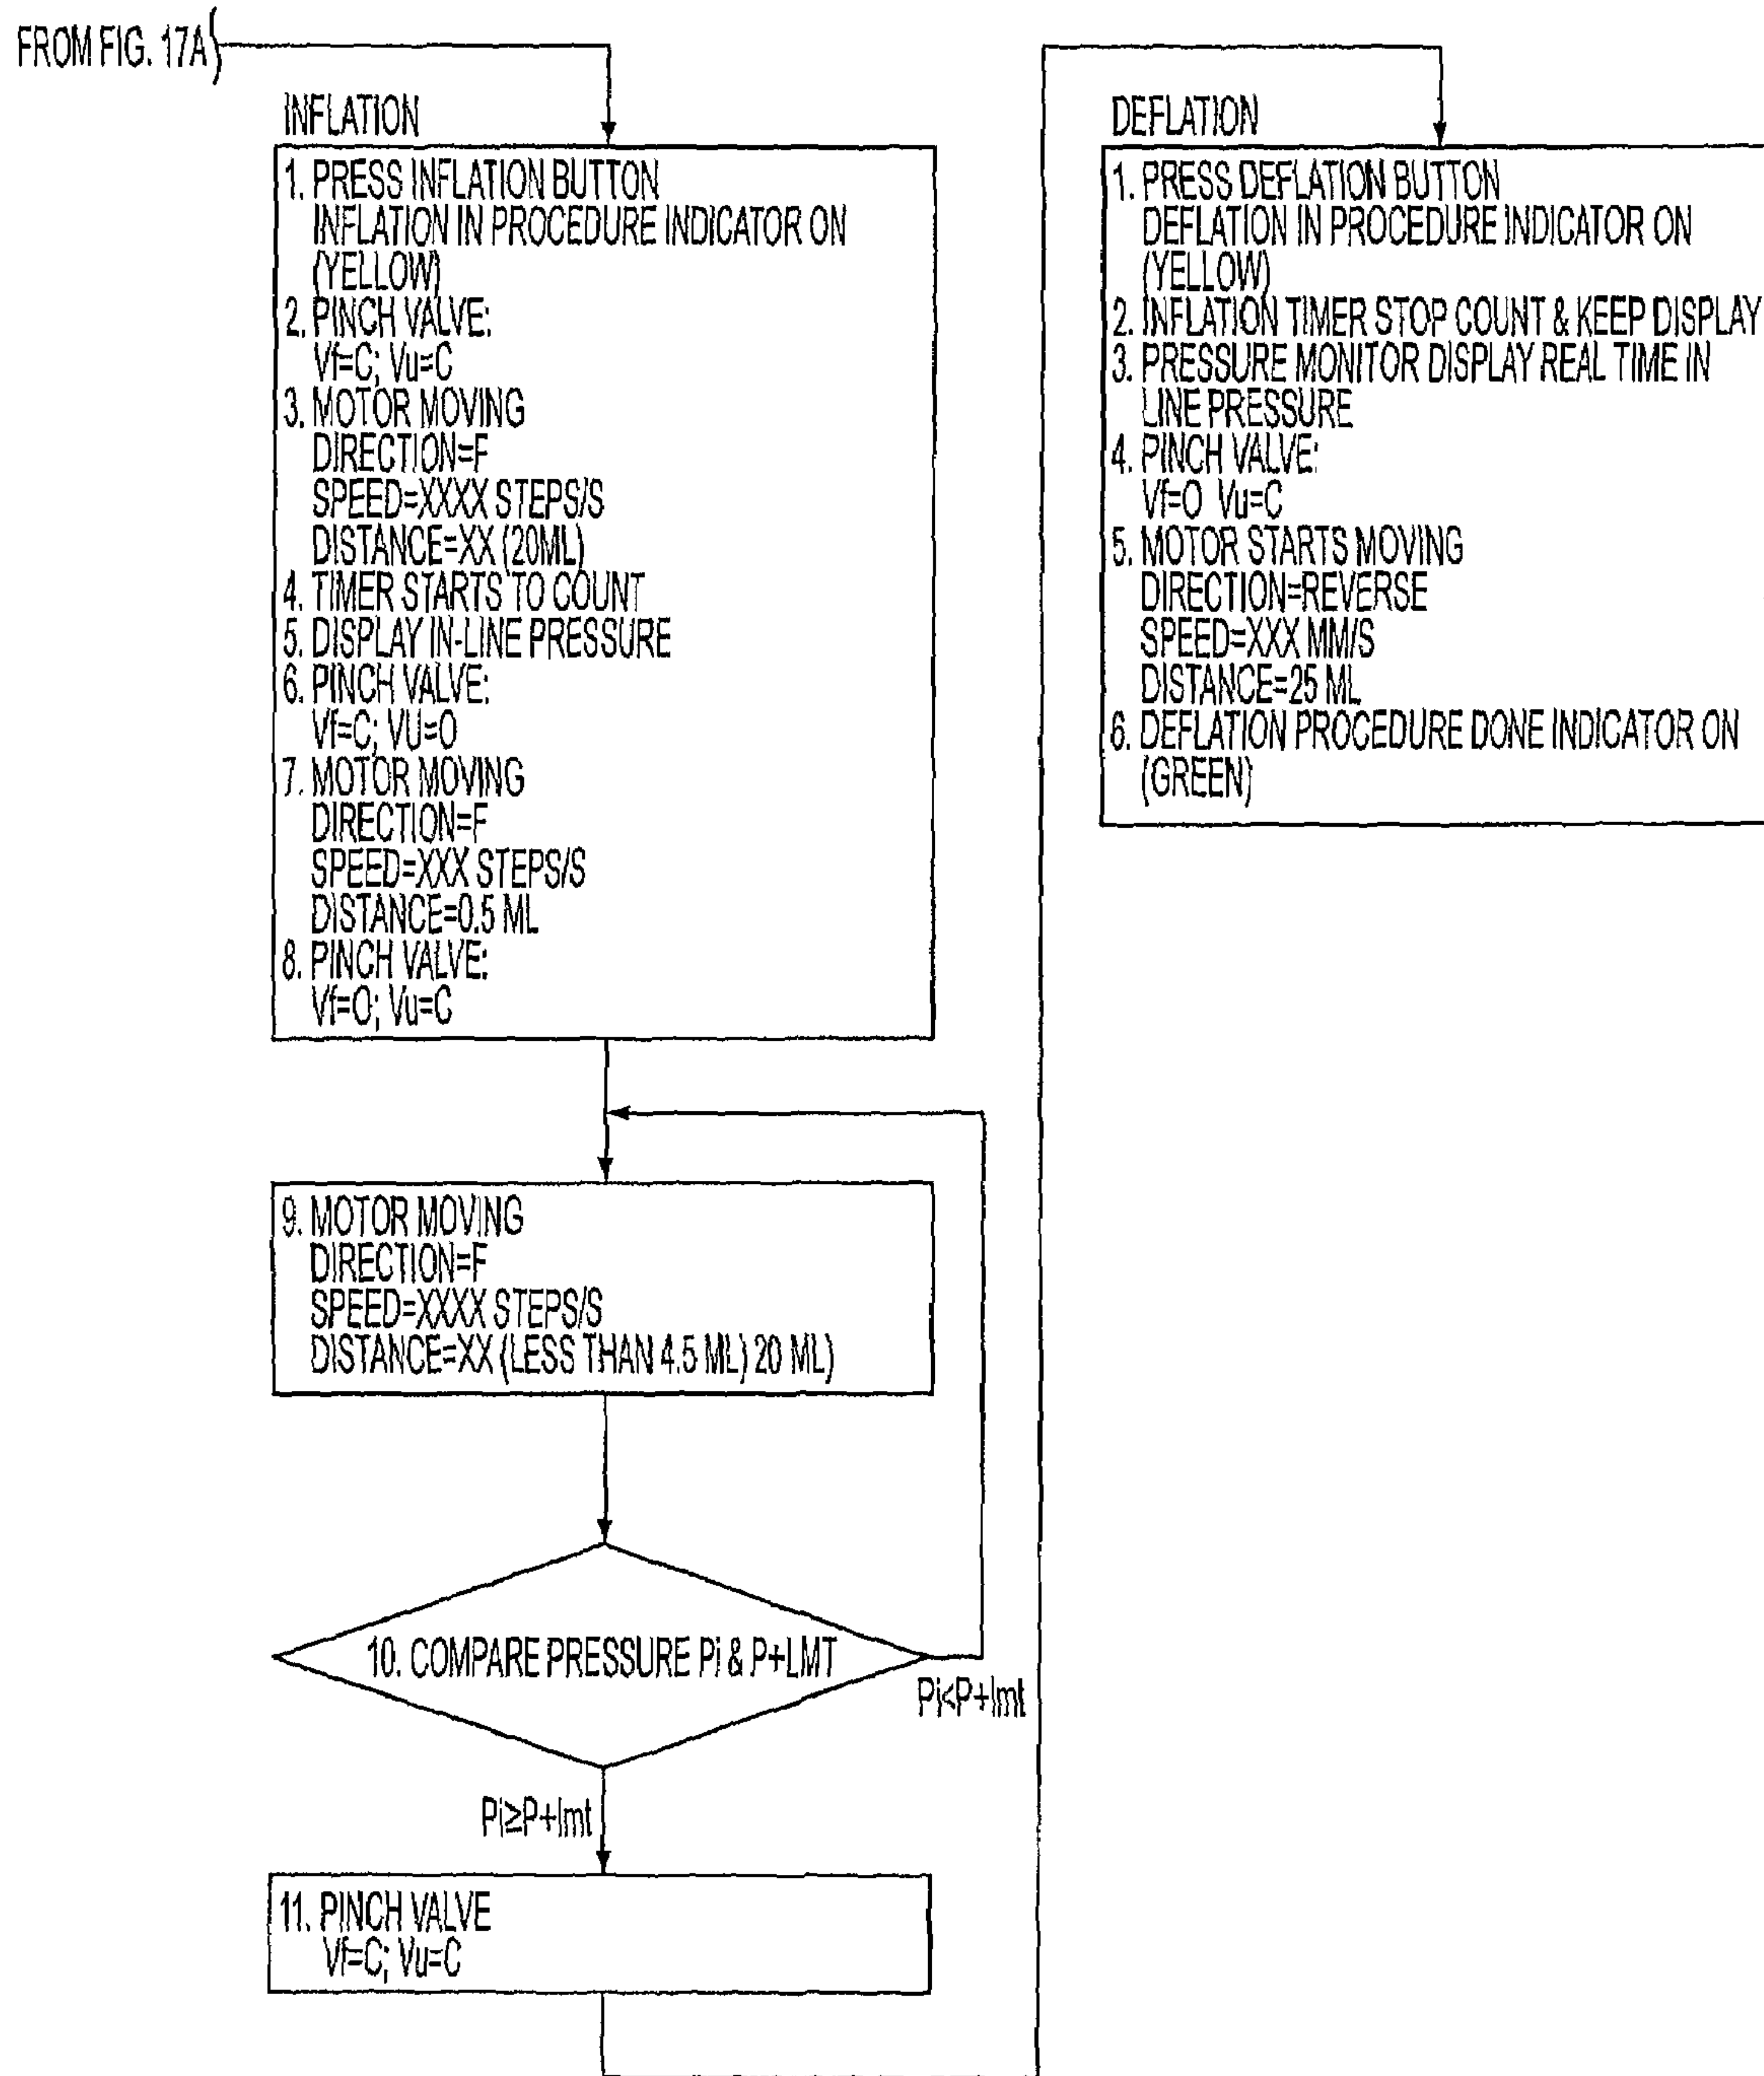 FROM FIG. 17A
INFLATION
1. PRESS INFLATION BUTTON
INFLATION IN PROCEDURE INDICATOR ON
(YELLOW)
2. PINCH VALVE:
Vf=C; Vu=C
3. MOTOR MOVING
DIRECTION=F
SPEED=XXXX STEPS/S
DISTANCE=XX (20ML)
4. TIMER STARTS TO COUNT
5. DISPLAY IN-LINE PRESSURE
6. PINCH VALVE:
Vf=C; VU=O
7. MOTOR MOVING
DIRECTION=F
SPEED=XXX STEPS/S
DISTANCE=0.5 ML
8. PINCH VALVE:
Vf=O; Vu=C
9. MOTOR MOVING
DIRECTION=F
SPEED=XXXX STEPS/S
DISTANCE=XX (LESS THAN 4.5 ML) 20 ML)
10. COMPARE PRESSURE Pi & P+LMT
Pi<P+lmt
Pi≥P+lmt
11. PINCH VALVE
Vf=C; Vu=C
DEFLATION
1. PRESS DEFLATION BUTTON
DEFLATION IN PROCEDURE INDICATOR ON
(YELLOW)
2. INFLATION TIMER STOP COUNT & KEEP DISPLAY
3. PRESSURE MONITOR DISPLAY REAL TIME IN
LINE PRESSURE
4. PINCH VALVE:
Vf=O Vu=C
5. MOTOR STARTS MOVING
DIRECTION=REVERSE
SPEED=XXX MM/S
DISTANCE=25 ML
6. DEFLATION PROCEDURE DONE INDICATOR ON
(GREEN)